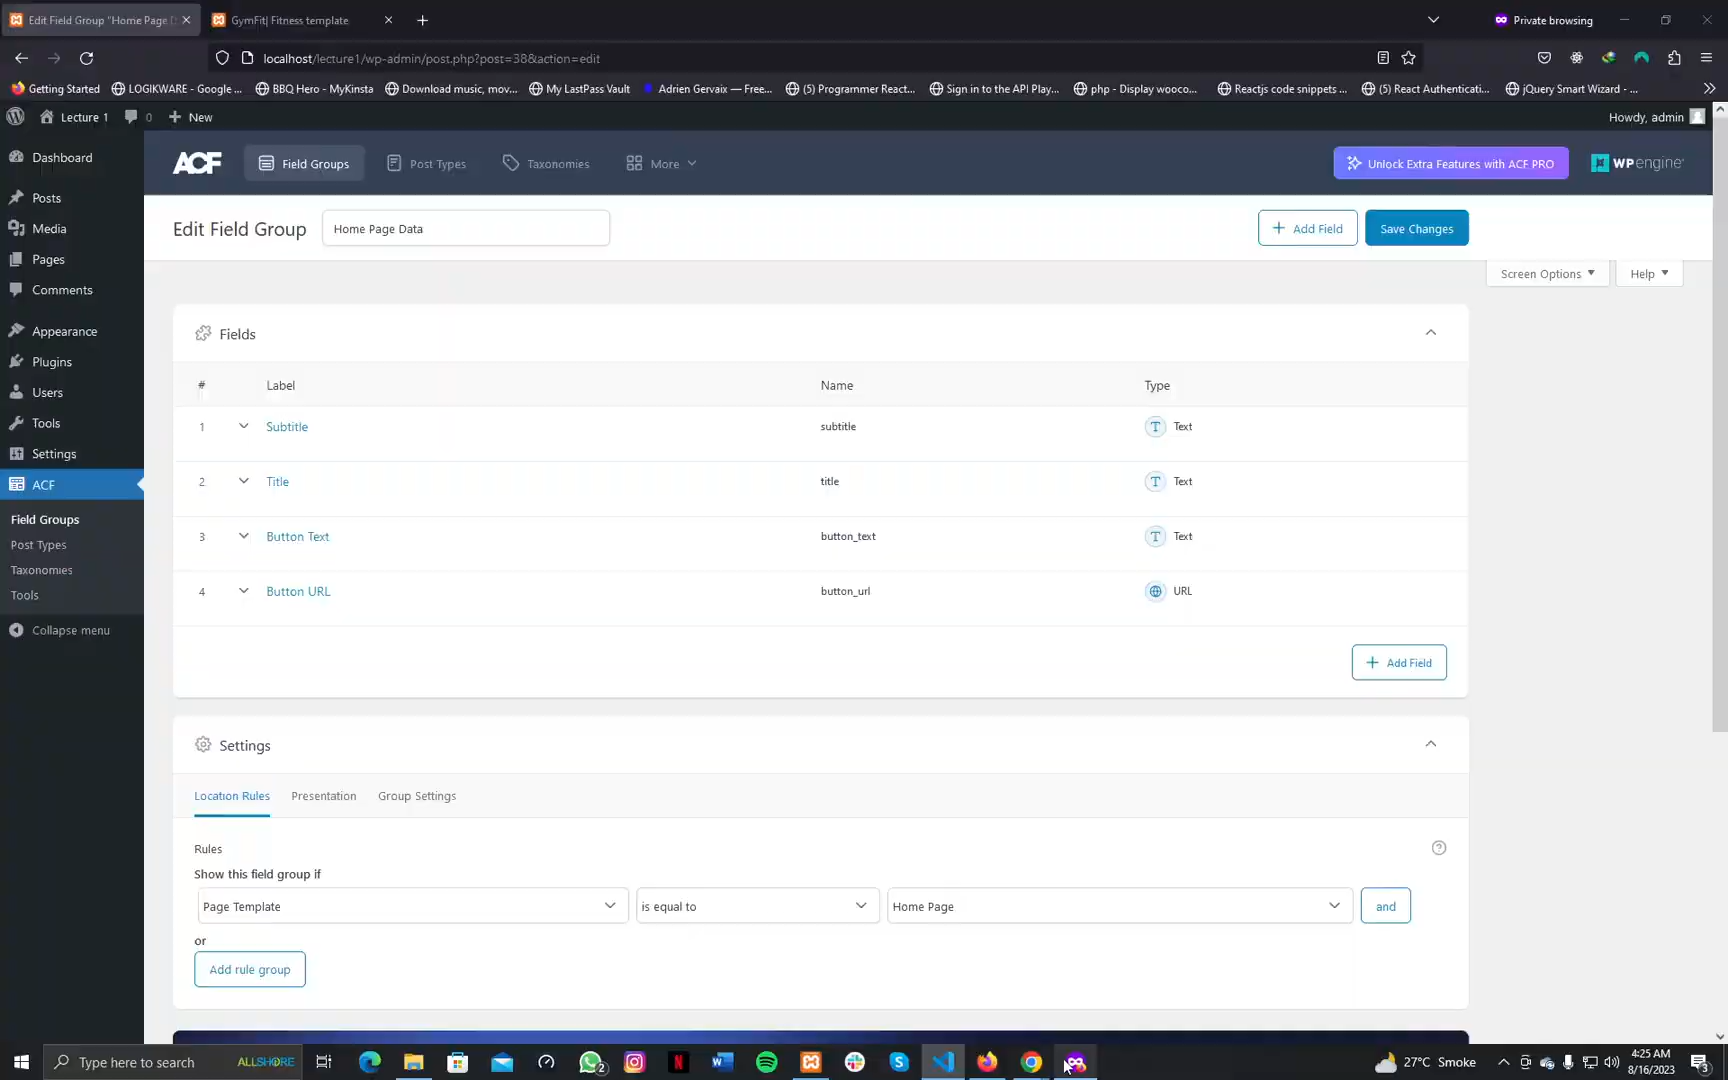 Edit Field Group "Home Page D
GymFit| Fitness template
Private browsing
localhost/lecture1/wp-admin/post.php?post=38&action=edit
Getting Started
LOGIKWARE - Google ...
BBQ Hero - MyKinsta
Download music, mov...
My LastPass Vault
Adrien Gervaix — Free...
(5) Programmer React...
Sign in to the API Play...
php - Display wooco...
Reactjs code snippets ...
(5) React Authenticati...
jQuery Smart Wizard - ...
Lecture 1
0
New
Howdy, admin
Dashboard
Posts
Media
Pages
Comments
Appearance
Plugins
Users
Tools
Settings
ACF
Field Groups
Post Types
Taxonomies
Tools
Collapse menu
ACF
Field Groups
Post Types
Taxonomies
More
Unlock Extra Features with ACF PRO
WPengine
Edit Field Group
Home Page Data
Add Field
Save Changes
Screen Options
Help
Fields
# Label Name Type
1 Subtitle subtitle Text
2 Title title Text
3 Button Text button_text Text
4 Button URL button_url URL
Add Field
Settings
Location Rules
Presentation
Group Settings
Rules
Show this field group if
Page Template
is equal to
Home Page
and
or
Add rule group
Type here to search
ALLSHORE
2
27°C Smoke
4:25 AM
8/16/2023
3